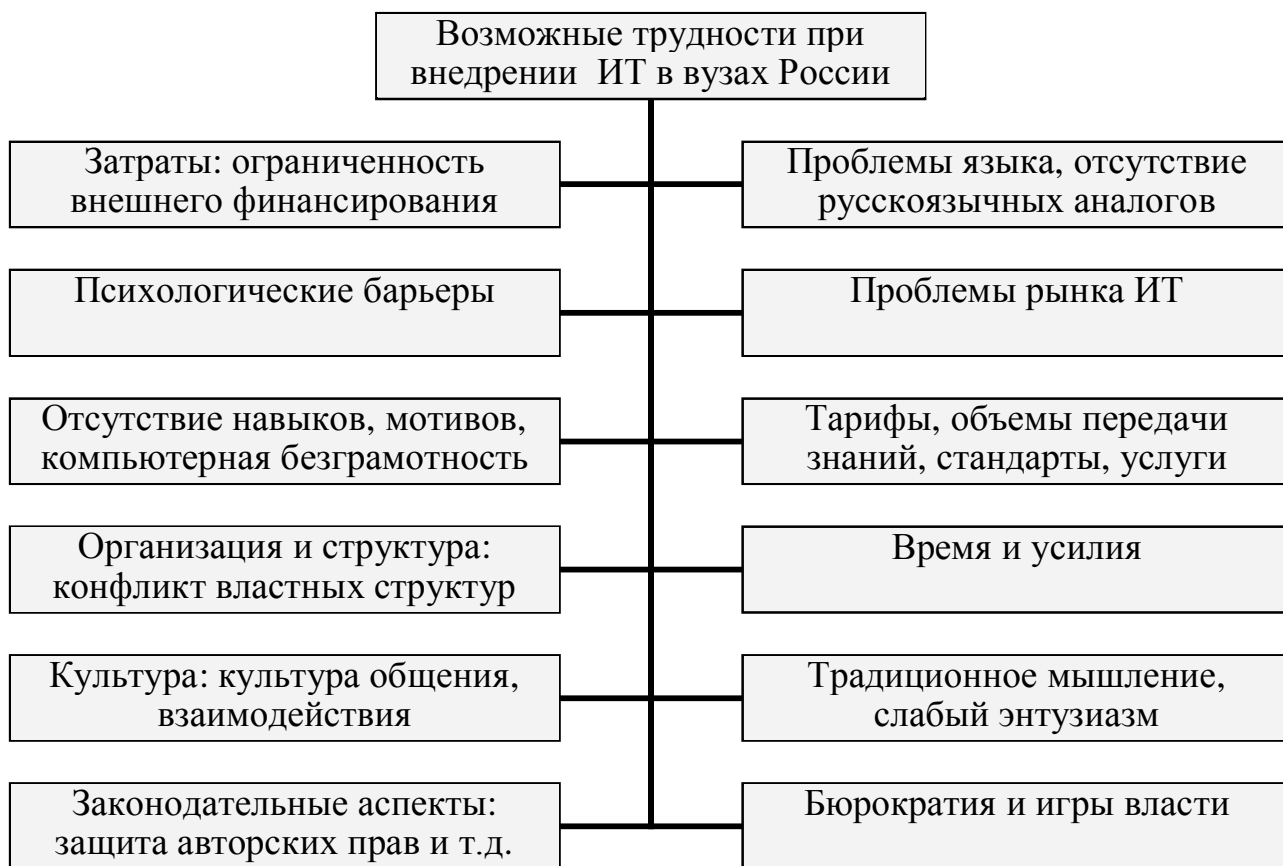 Возможные трудности при
внедрении ИТ в вузах России
Затраты: ограниченность
внешнего финансирования
Проблемы языка, отсутствие
русскоязычных аналогов
Психологические барьеры
Проблемы рынка ИТ
Отсутствие навыков, мотивов,
компьютерная безграмотность
Тарифы, объемы передачи
знаний, стандарты, услуги
Организация и структура:
конфликт властных структур
Время и усилия
Культура: культура общения,
взаимодействия
Традиционное мышление,
слабый энтузиазм
Законодательные аспекты:
защита авторских прав и т.д.
Бюрократия и игры власти